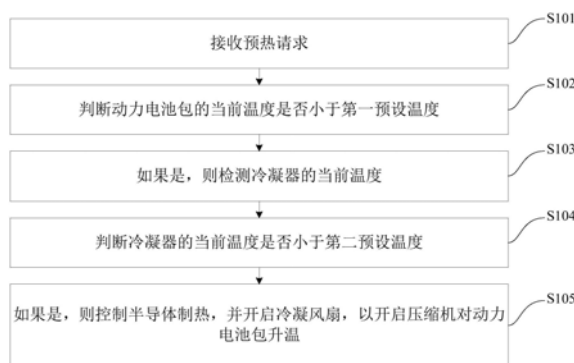 接收预热请求
S101
判断动力电池包的当前温度是否小于第一预设温度
S102
如果是，则检测冷凝器的当前温度
S103
判断冷凝器的当前温度是否小于第二预设温度
S104
如果是，则控制半导体制热，并开启冷凝风扇，以开启压缩机对动力
电池包升温
S105